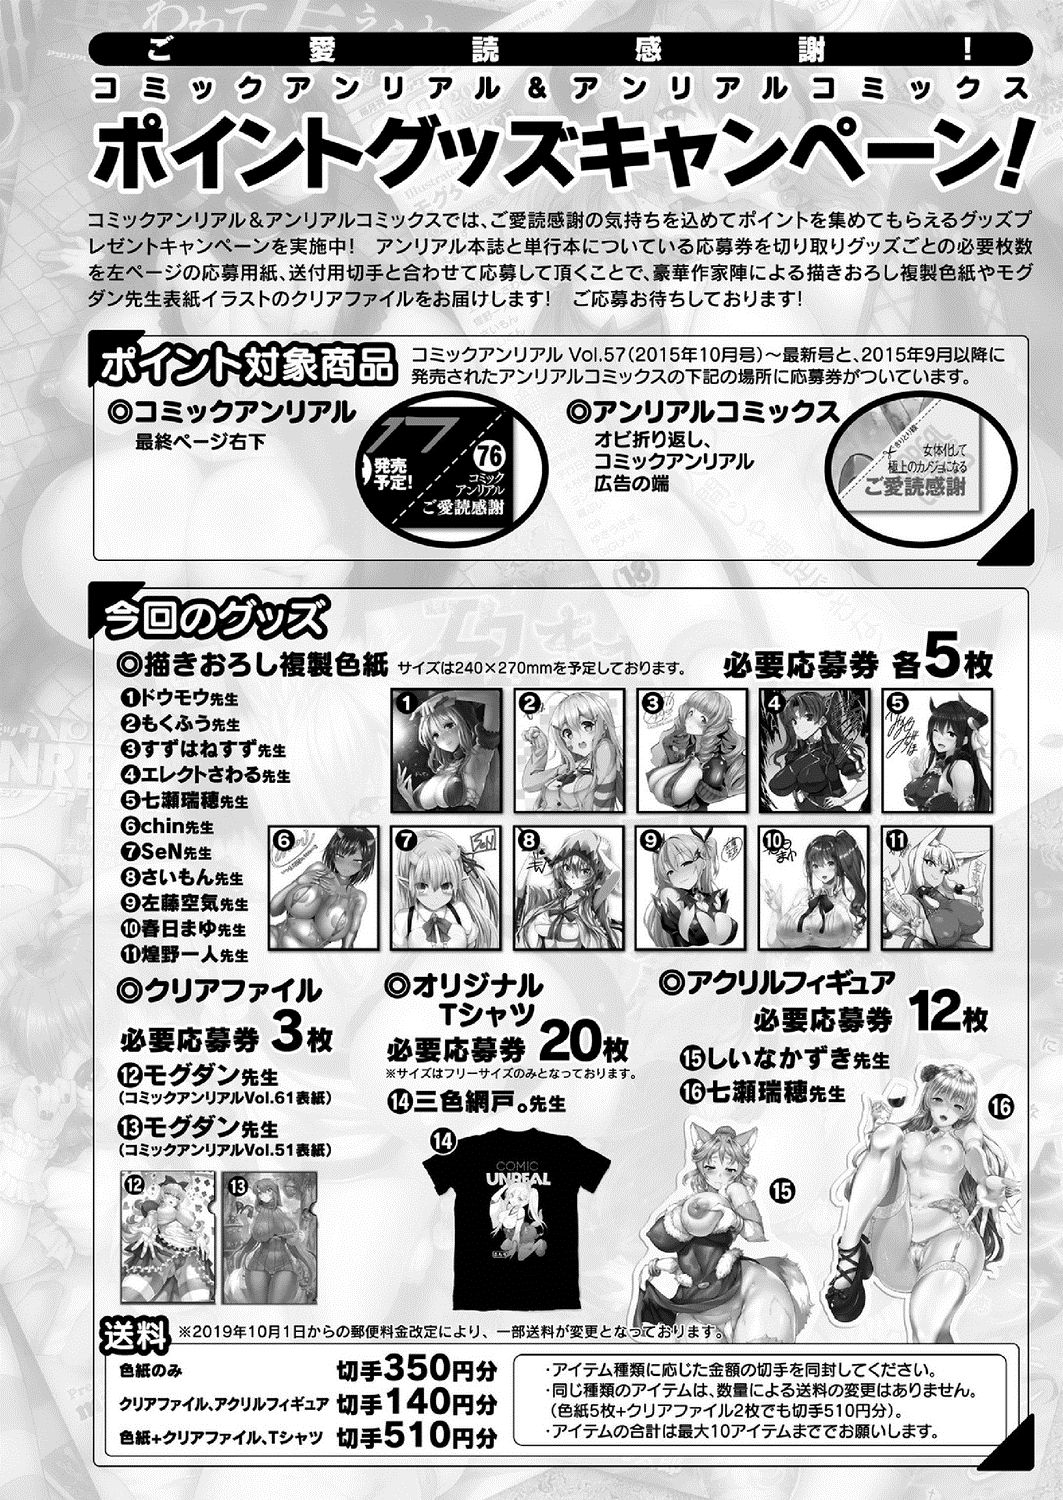 ご愛読感謝!
コミックアンリアル&アンリアルコミックス
ポイントグッズキャンペーン!
コミックアンリアル&アンリアルコミックスでは、ご愛読感謝の気持ちを込めてポイントを集めてもらえるグッズプ
レゼントキャンペーンを実施中! アンリアル本誌と単行本についている応募券を切り取りグッズごとの必要枚数
を左ページの応募用紙、送付用切手と合わせて応募して頂くことで、豪華作家陣による描きおろし複製色紙やモグ
ダン先生表紙イラストのクリアファイルをお届けします! ご応募お待ちしております!
ポイント対象商品
コミックアンリアル Vol.57(2015年10月号)〜最新号と、2015年9月以降に
発売されたアンリアルコミックスの下記の場所に応募券がついています。
◎コミックアンリアル
最終ページ右下
17
発売
予定!
76
コミック
アンリアル
ご愛読感謝
◎アンリアルコミックス
オビ折り返し、
コミックアンリアル
広告の端
きりとり線
女体化して
極上のカノジョになる
ご愛読感謝
今回のグッズ
◎描きおろし複製色紙 サイズは240×270mmを予定しております。
必要応募券 各5枚
❶ドウモウ先生
❷もくふう先生
❸すずはねすず先生
❹エレクトさわる先生
❺七瀬瑞穂先生
❻chin先生
❼SeN先生
❽さいもん先生
❾左藤空気先生
❿春日まゆ先生
⓫煌野一人先生
❶
❷
❸
❹
❺
❻
❼
SeN
❽
❾
❿
⓫
◎クリアファイル
必要応募券 3枚
⓬モグダン先生
(コミックアンリアルVol.61表紙)
⓭モグダン先生
(コミックアンリアルVol.51表紙)
⓬
⓭
◎オリジナル
Tシャツ
必要応募券 20枚
※サイズはフリーサイズのみとなっております。
⓮三色網戸。先生
⓮
COMIC
UNREAL
◎アクリルフィギュア
必要応募券 12枚
⓯しいなかずき先生
⓰七瀬瑞穂先生
⓯
⓰
送料
※2019年10月1日からの郵便料金改定により、一部送料が変更となっております。
色紙のみ 切手350円分
クリアファイル、アクリルフィギュア 切手140円分
色紙+クリアファイル、Tシャツ 切手510円分
・アイテム種類に応じた金額の切手を同封してください。
・同じ種類のアイテムは、数量による送料の変更はありません。
(色紙5枚+クリアファイル2枚でも切手510円分)。
・アイテムの合計は最大10アイテムまででお願いします。